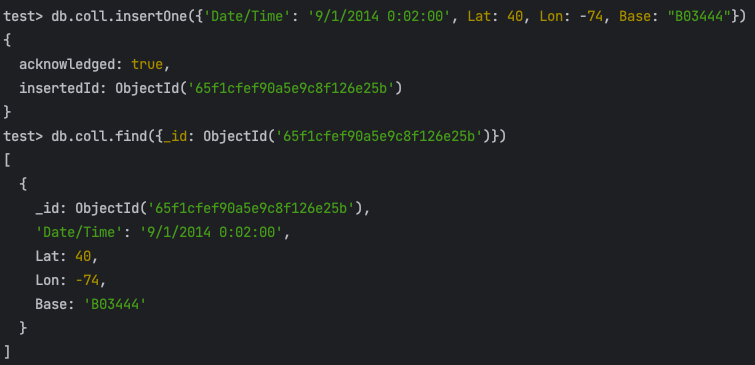 test> db.coll.insertOne({'Date/Time': '9/1/2014 0:02:00', Lat: 40, Lon: -74, Base: "B03444"})
{
  acknowledged: true,
  insertedId: ObjectId('65f1cfef90a5e9c8f126e25b')
}
test> db.coll.find({_id: ObjectId('65f1cfef90a5e9c8f126e25b')})
[
  {
    _id: ObjectId('65f1cfef90a5e9c8f126e25b'),
    'Date/Time': '9/1/2014 0:02:00',
    Lat: 40,
    Lon: -74,
    Base: 'B03444'
  }
]